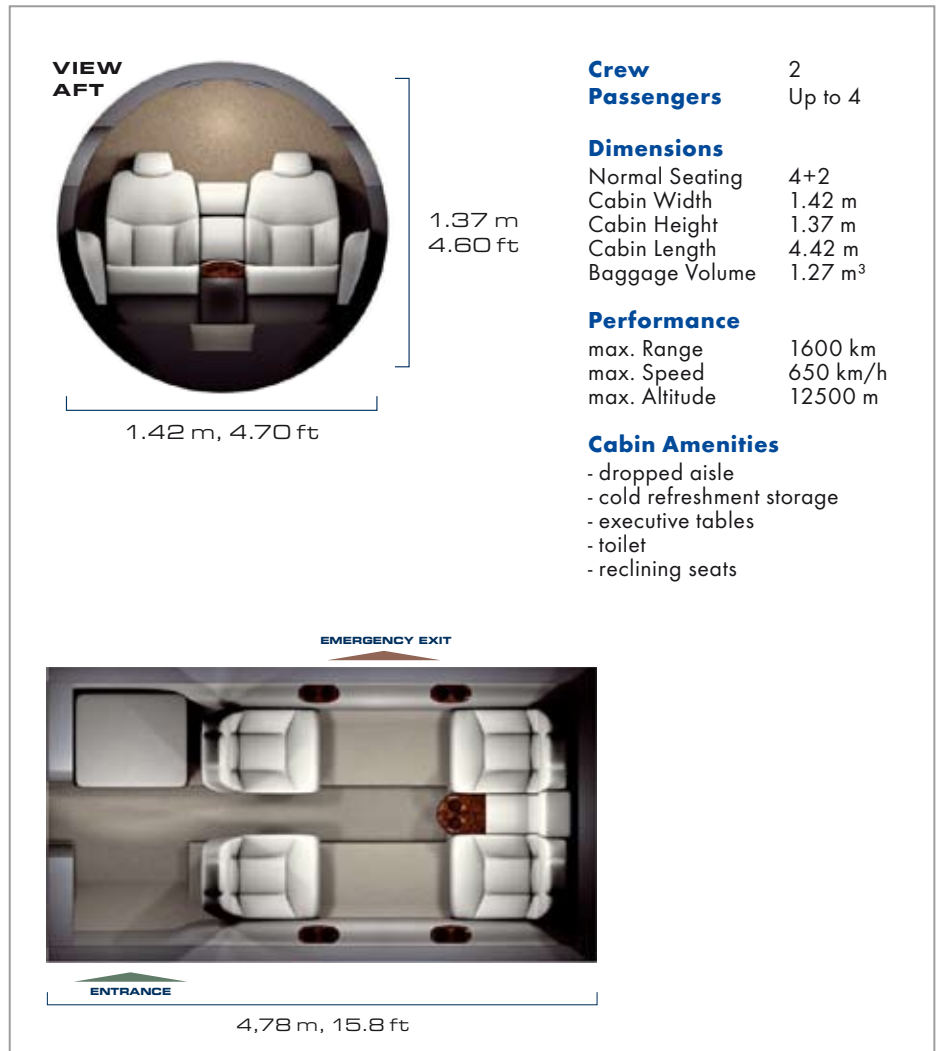 VIEW
AFT
1.37 m
4.60 ft
1.42 m, 4.70 ft
Crew 2
Passengers Up to 4
Dimensions
Normal Seating 4+2
Cabin Width 1.42 m
Cabin Height 1.37 m
Cabin Length 4.42 m
Baggage Volume 1.27 m³
Performance
max. Range 1600 km
max. Speed 650 km/h
max. Altitude 12500 m
Cabin Amenities
- dropped aisle
- cold refreshment storage
- executive tables
- toilet
- reclining seats
EMERGENCY EXIT
ENTRANCE
4,78 m, 15.8 ft